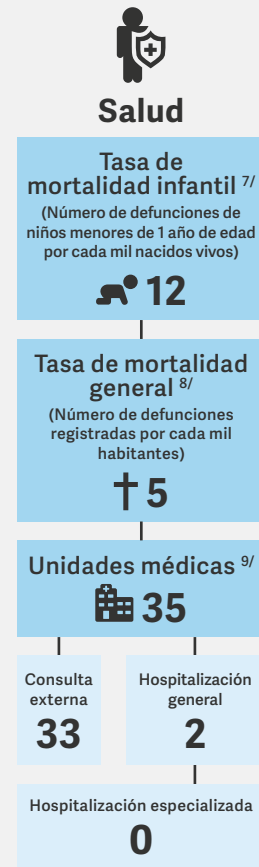 Salud
Tasa de
mortalidad infantil 7/
(Número de defunciones de
niños menores de 1 año de edad
por cada mil nacidos vivos)
12
Tasa de mortalidad
general 8/
(Número de defunciones
registradas por cada mil
habitantes)
5
Unidades médicas 9/
35
Consulta
externa
33
Hospitalización
general
2
Hospitalización especializada
0